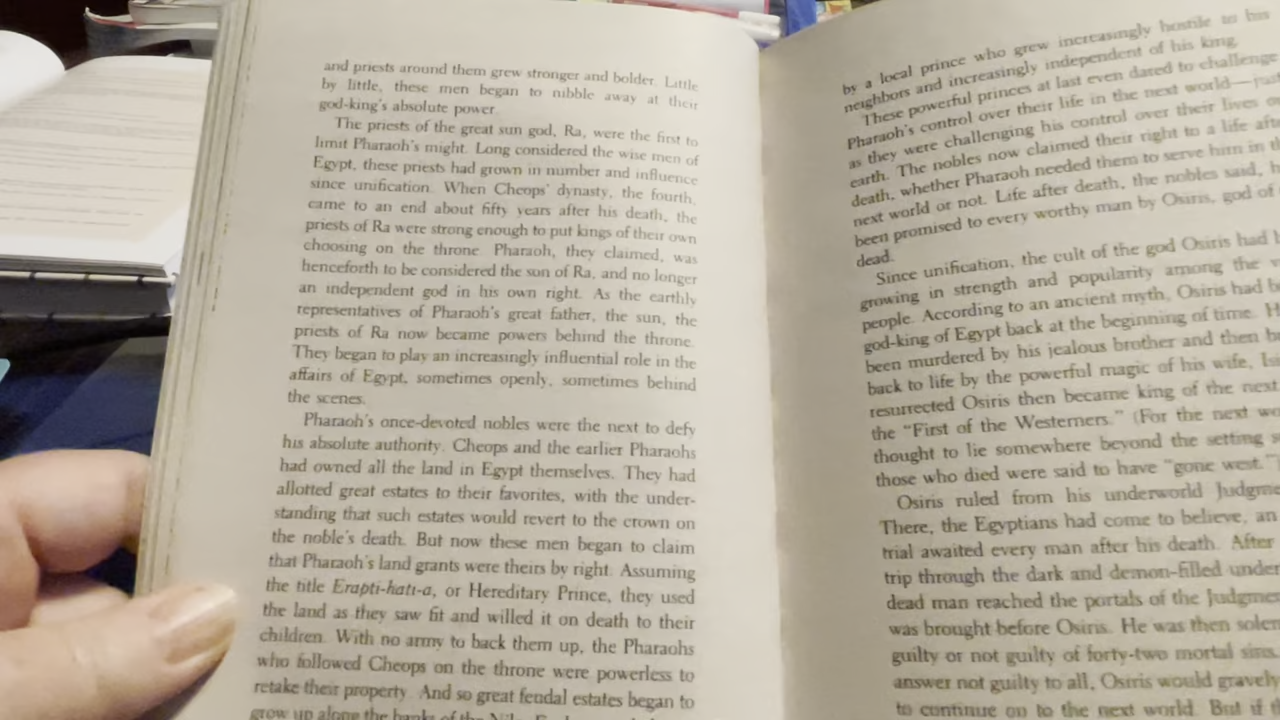 and priests around them grew stronger and bolder. Little
by little, these men began to nibble away at their
god-king's absolute power.
The priests of the great sun god, Ra, were the first to
limit Pharaoh's might. Long considered the wise men of
Egypt, these priests had grown in number and influence
since unification. When Cheops' dynasty, the fourth,
came to an end about fifty years after his death, the
priests of Ra were strong enough to put kings of their own
choosing on the throne. Pharaoh, they claimed, was
henceforth to be considered the son of Ra, and no longer
an independent god in his own right. As the earthly
representatives of Pharaoh's great father, the sun, the
priests of Ra now became powers behind the throne.
They began to play an increasingly influential role in the
affairs of Egypt, sometimes openly, sometimes behind
the scenes.
Pharaoh's once-devoted nobles were the next to defy
his absolute authority. Cheops and the earlier Pharaohs
had owned all the land in Egypt themselves. They had
allotted great estates to their favorites, with the under-
standing that such estates would revert to the crown on
the noble's death. But now these men began to claim
that Pharaoh's land grants were theirs by right. Assuming
the title Erapti-hati-a, or Hereditary Prince, they used
the land as they saw fit and willed it on death to their
children. With no army to back them up, the Pharaohs
who followed Cheops on the throne were powerless to
retake their property. And so great feudal estates began to
grow up along the banks of the Nile.
by a local prince who grew increasingly hostile to his
neighbors and increasingly independent of his king.
These powerful princes at last even dared to challenge
Pharaoh's control over their life in the next world—
as they were challenging his control over their lives
earth. The nobles now claimed their right to a life
death, whether Pharaoh needed them to serve him in
next world or not. Life after death, the nobles said,
been promised to every worthy man by Osiris, god of
dead.
Since unification, the cult of the god Osiris had
growing in strength and popularity among the
people. According to an ancient myth, Osiris had
god-king of Egypt back at the beginning of time.
been murdered by his jealous brother and then
back to life by the powerful magic of his wife,
resurrected Osiris then became king of the next
the "First of the Westerners." (For the next
thought to lie somewhere beyond the setting
those who died were said to have "gone west."
Osiris ruled from his underworld
There, the Egyptians had come to believe, an
trial awaited every man after his death. After
trip through the dark and demon-filled
dead man reached the portals of the
was brought before Osiris. He was then
guilty or not guilty of forty-two mortal sins.
answer not guilty to all, Osiris would gravely
to continue on to the next world. But if